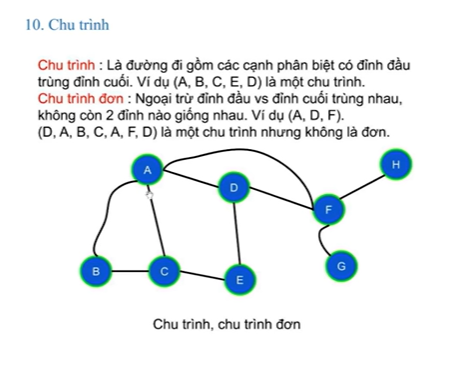 10. Chu trình
Chu trình : Là đường đi gồm các cạnh phân biệt có đỉnh đầu
trùng đỉnh cuối. Ví dụ (A, B, C, E, D) là một chu trình.
Chu trình đơn : Ngoại trừ đỉnh đầu vs đỉnh cuối trùng nhau,
không còn 2 đỉnh nào giống nhau. Ví dụ (A, D, F).
(D, A, B, C, A, F, D) là một chu trình nhưng không là đơn.
A
H
D
F
B
C
E
G
Chu trình, chu trình đơn